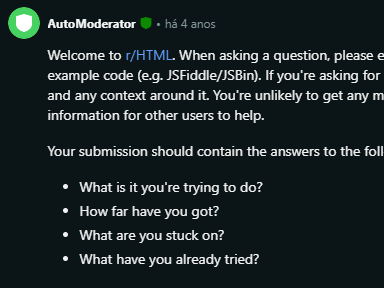 AutoModerator • há 4 anos
Welcome to r/HTML. When asking a question, please e
example code (e.g. JSFiddle/JSBin). If you're asking for
and any context around it. You're unlikely to get any m
information for other users to help.
Your submission should contain the answers to the foll
• What is it you're trying to do?
• How far have you got?
• What are you stuck on?
• What have you already tried?